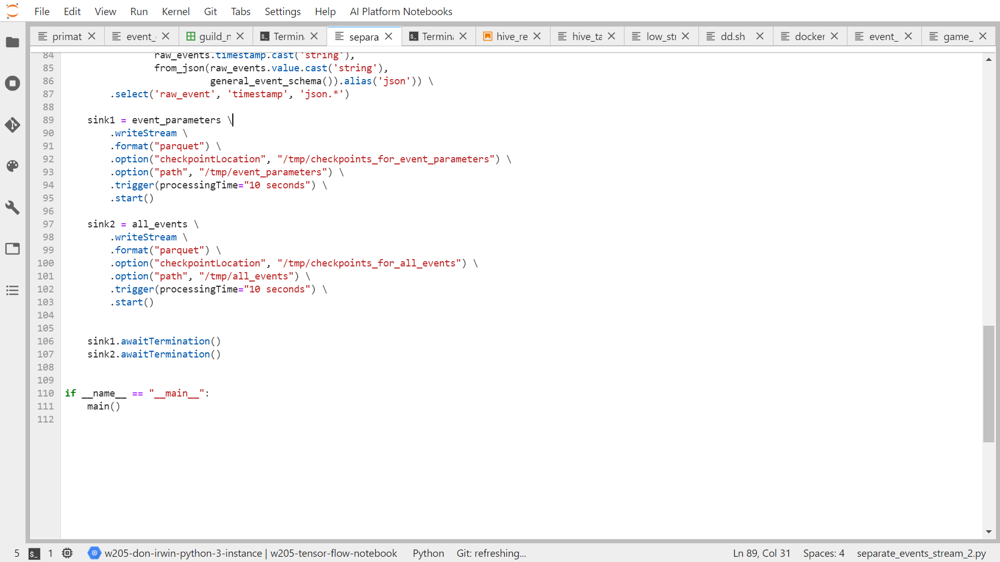 File Edit View Run Kernel Git Tabs Settings Help AI Platform Notebooks
primat event_ guild_r Termin separa Termina hive_re hive_ta low_str dd.sh docker event_ game_
84 raw_events.timestamp.cast('string'),
85 from_json(raw_events.value.cast('string'),
86 general_event_schema()).alias('json')) \
87 .select('raw_event', 'timestamp', 'json.*')
88
89 sink1 = event_parameters \
90 .writeStream \
91 .format("parquet") \
92 .option("checkpointLocation", "/tmp/checkpoints_for_event_parameters") \
93 .option("path", "/tmp/event_parameters") \
94 .trigger(processingTime="10 seconds") \
95 .start()
96
97 sink2 = all_events \
98 .writeStream \
99 .format("parquet") \
100 .option("checkpointLocation", "/tmp/checkpoints_for_all_events") \
101 .option("path", "/tmp/all_events") \
102 .trigger(processingTime="10 seconds") \
103 .start()
104
105
106 sink1.awaitTermination()
107 sink2.awaitTermination()
108
109
110 if __name__ == "__main__":
111 main()
112
5 $_ 1 w205-don-irwin-python-3-instance | w205-tensor-flow-notebook Python Git: refreshing... Ln 89, Col 31 Spaces: 4 separate_events_stream_2.py